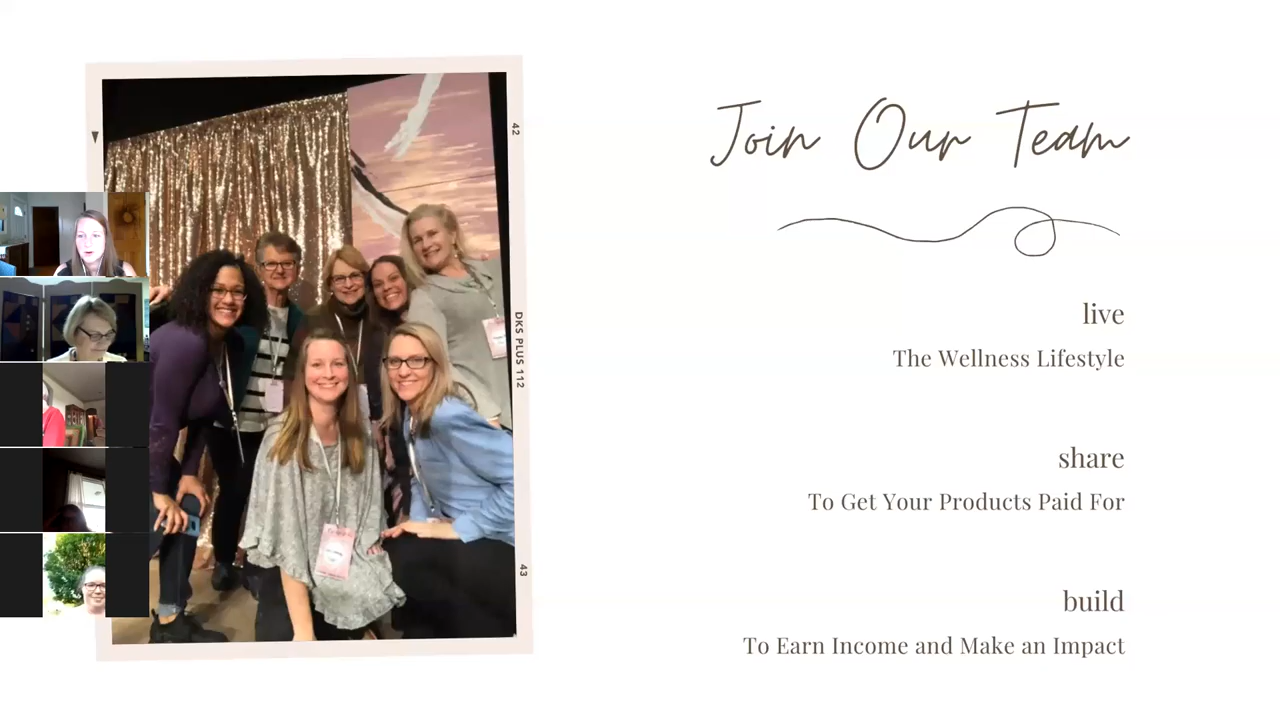 Join Our Team
live
The Wellness Lifestyle
share
To Get Your Products Paid For
build
To Earn Income and Make an Impact
42
DKS PLUS 112
43